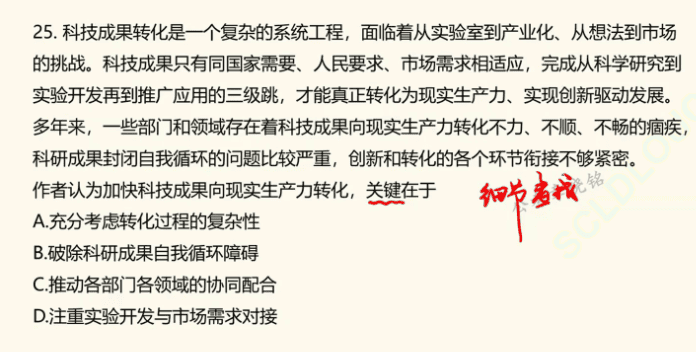 25. 科技成果转化是一个复杂的系统工程，面临着从实验室到产业化、从想法到市场
的挑战。科技成果只有同国家需要、人民要求、市场需求相适应，完成从科学研究到
实验开发再到推广应用的三级跳，才能真正转化为现实生产力、实现创新驱动发展。
多年来，一些部门和领域存在着科技成果向现实生产力转化不力、不顺、不畅的痼疾，
科研成果封闭自我循环的问题比较严重，创新和转化的各个环节衔接不够紧密。
作者认为加快科技成果向现实生产力转化，关键在于
细节查找
A.充分考虑转化过程的复杂性
B.破除科研成果自我循环障碍
C.推动各部门各领域的协同配合
D.注重实验开发与市场需求对接